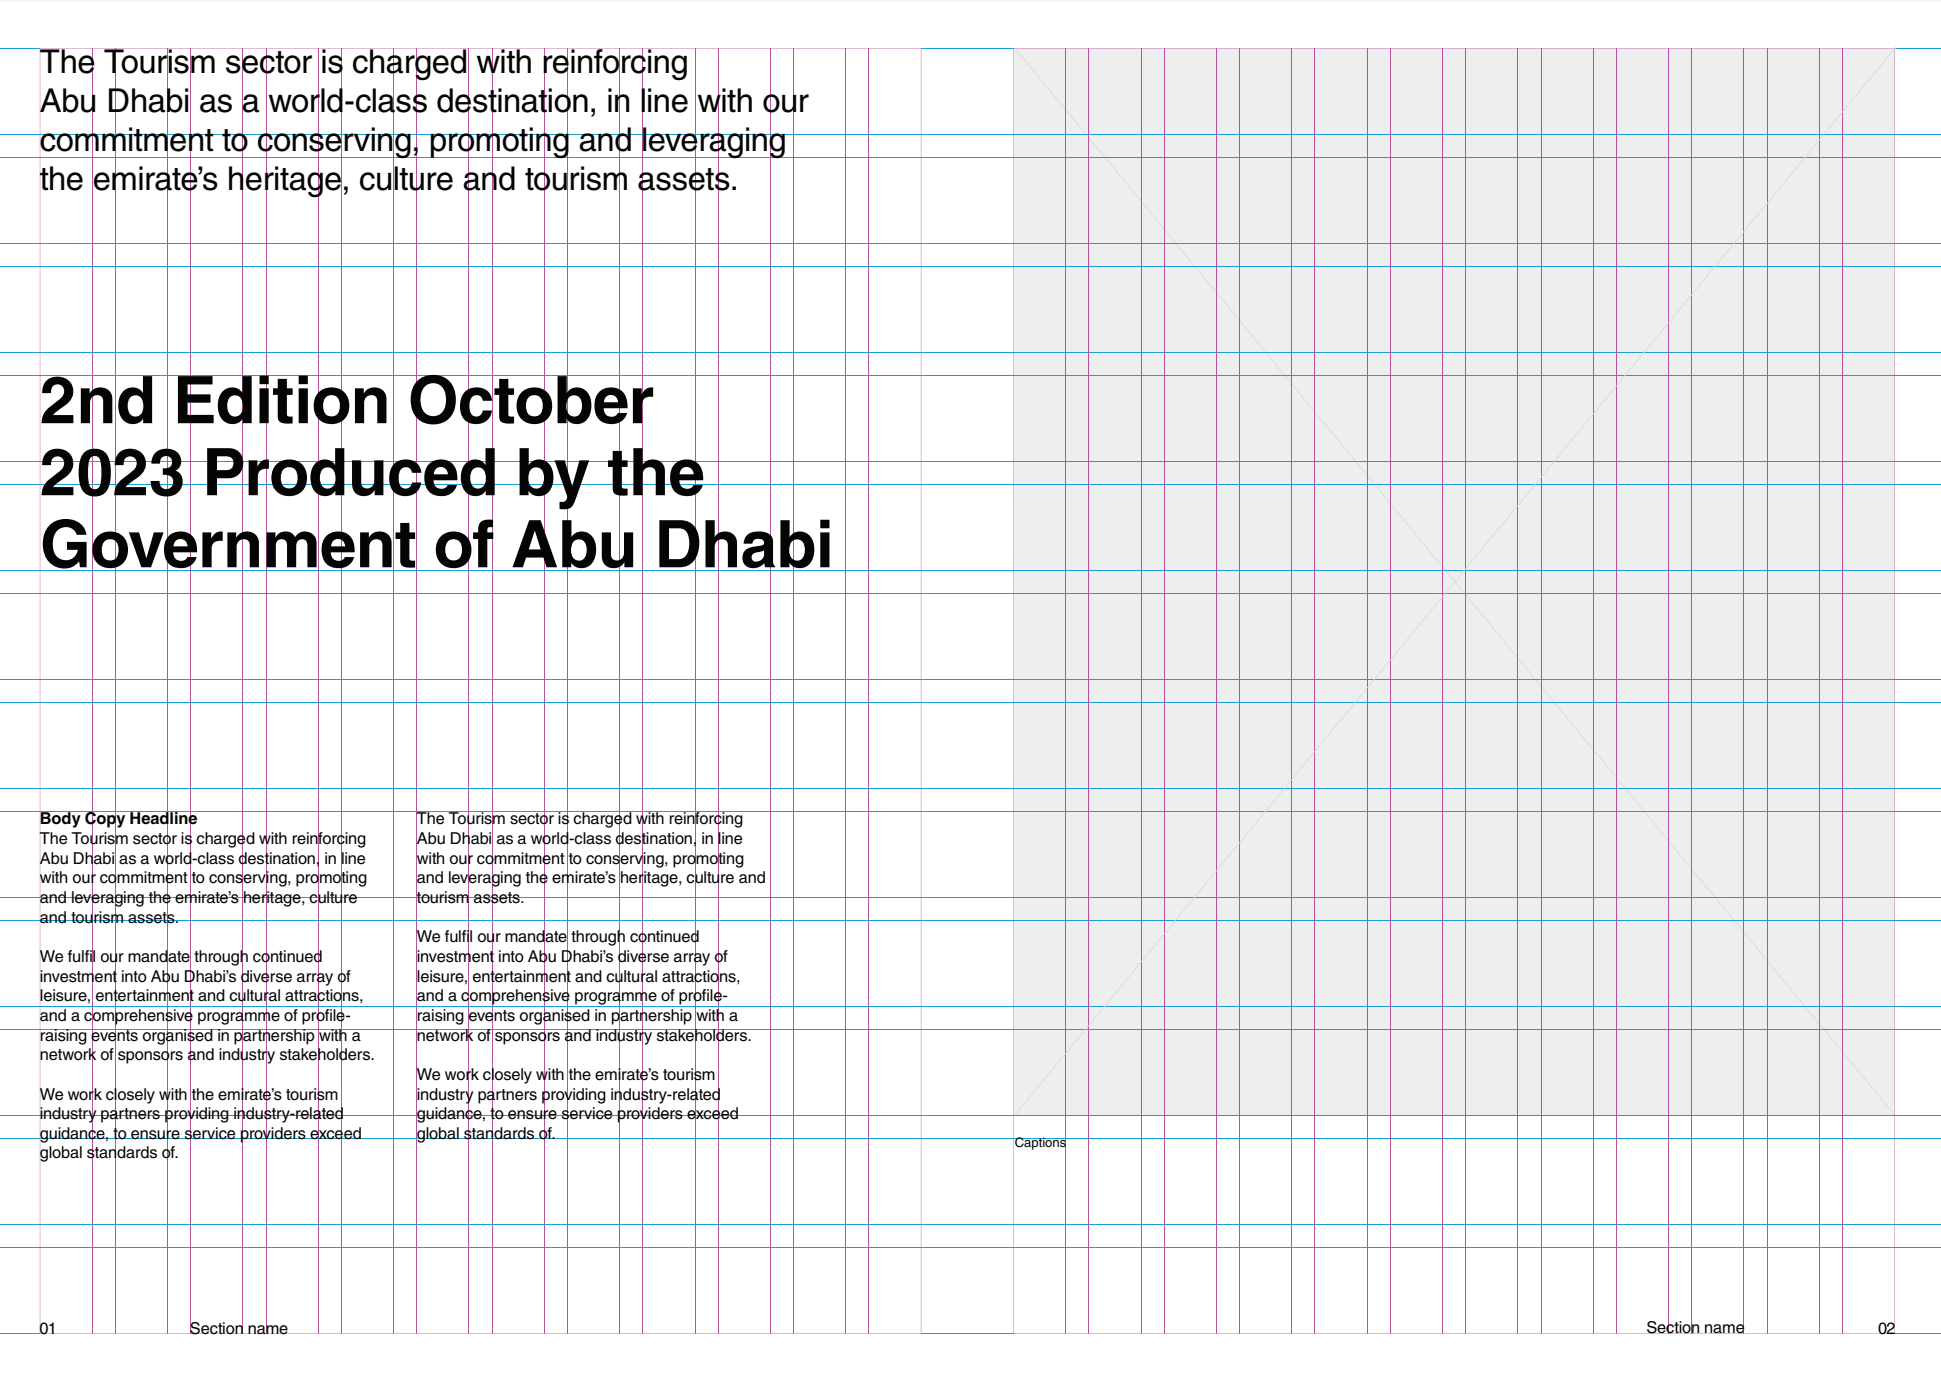 The Tourism sector is charged with reinforcing
Abu Dhabi as a world-class destination, in line with our
commitment to conserving, promoting and leveraging
the emirate’s heritage, culture and tourism assets.
2nd Edition October
2023 Produced by the
Government of Abu Dhabi
Body Copy Headline
The Tourism sector is charged with reinforcing
Abu Dhabi as a world-class destination, in line
with our commitment to conserving, promoting
and leveraging the emirate’s heritage, culture
and tourism assets.
We fulfil our mandate through continued
investment into Abu Dhabi’s diverse array of
leisure, entertainment and cultural attractions,
and a comprehensive programme of profile-
raising events organised in partnership with a
network of sponsors and industry stakeholders.
We work closely with the emirate’s tourism
industry partners providing industry-related
guidance, to ensure service providers exceed
global standards of.
The Tourism sector is charged with reinforcing
Abu Dhabi as a world-class destination, in line
with our commitment to conserving, promoting
and leveraging the emirate’s heritage, culture and
tourism assets.
We fulfil our mandate through continued
investment into Abu Dhabi’s diverse array of
leisure, entertainment and cultural attractions,
and a comprehensive programme of profile-
raising events organised in partnership with a
network of sponsors and industry stakeholders.
We work closely with the emirate’s tourism
industry partners providing industry-related
guidance, to ensure service providers exceed
global standards of.
Captions
01
Section name
Section name
02